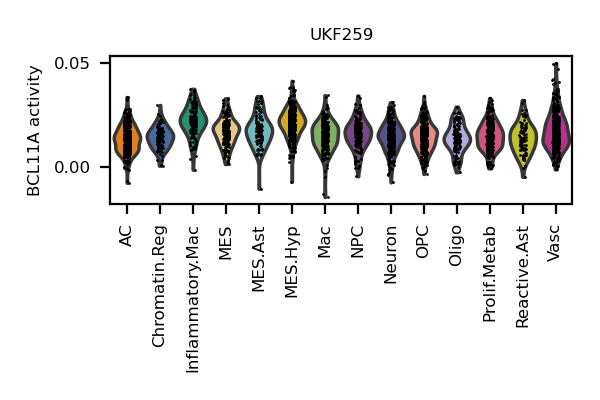 UKF259
BCL11A activity
0.05
0.00
AC
Chromatin.Reg
Inflammatory.Mac
MES
MES.Ast
MES.Hyp
Mac
NPC
Neuron
OPC
Oligo
Prolif.Metab
Reactive.Ast
Vasc